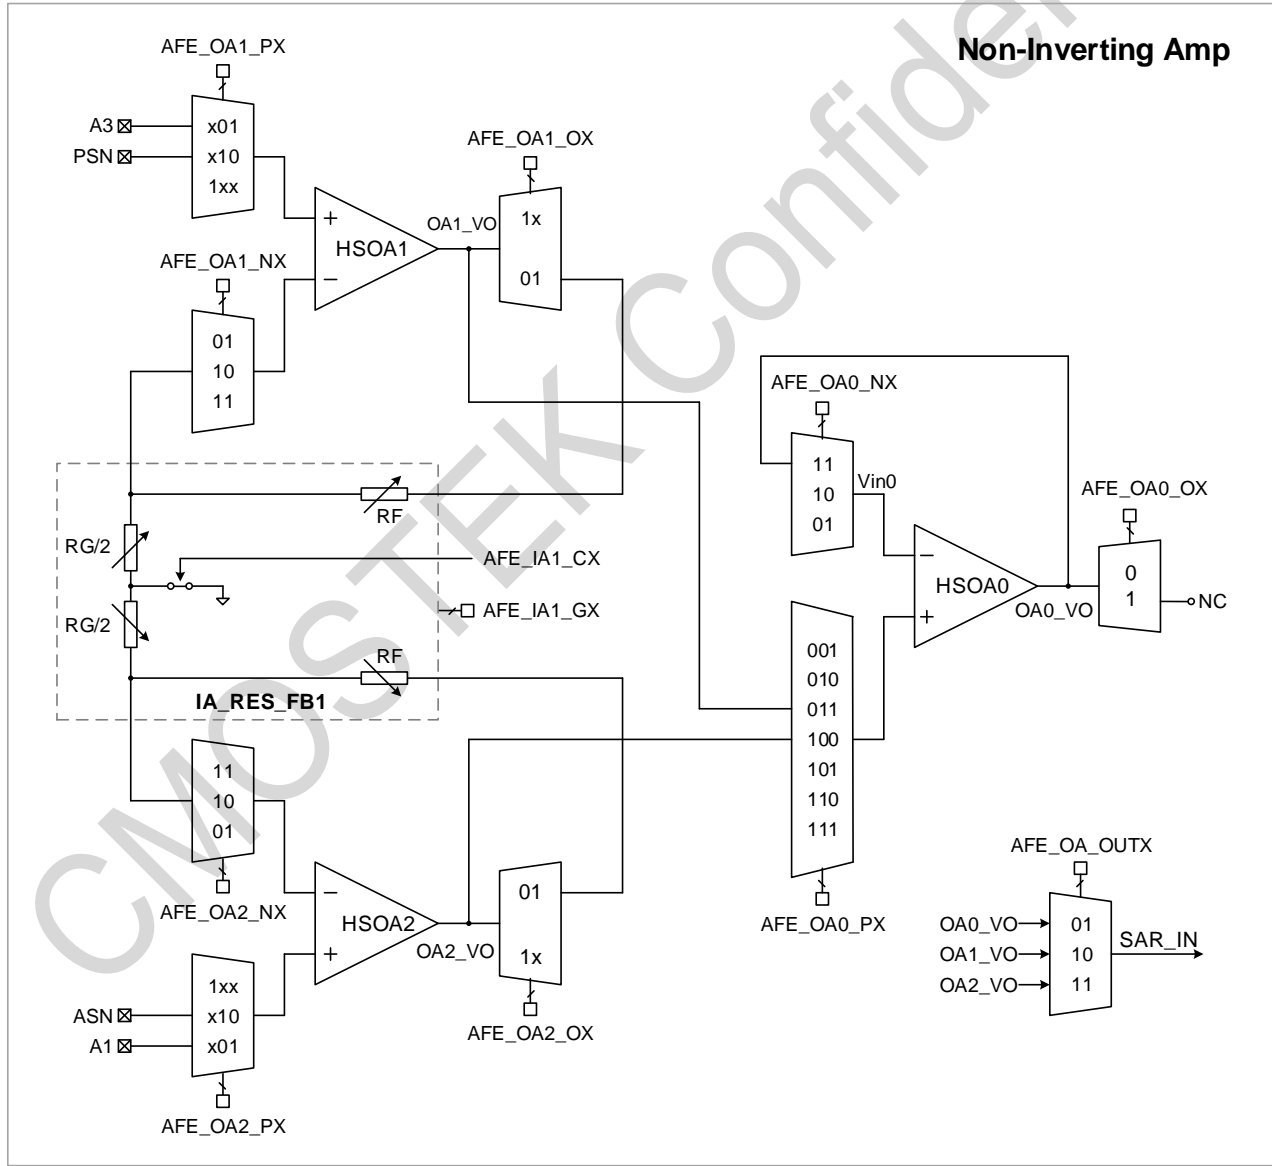 Non-Inverting Amp
AFE_OA1_PX
A3
PSN
x01
x10
1xx
AFE_OA1_OX
1x
01
OA1_VO
+
HSOA1
−
AFE_OA1_NX
01
10
11
AFE_OA0_NX
11
10
01
Vin0
AFE_OA0_OX
0
1
NC
−
HSOA0
+
OA0_VO
RF
RG/2
AFE_IA1_CX
AFE_IA1_GX
RG/2
RF
IA_RES_FB1
001
010
011
100
101
110
111
AFE_OA0_PX
11
10
01
AFE_OA2_NX
−
HSOA2
+
OA2_VO
01
1x
AFE_OA2_OX
ASN
A1
1xx
x10
x01
AFE_OA2_PX
AFE_OA_OUTX
OA0_VO
OA1_VO
OA2_VO
01
10
11
SAR_IN
CMOSTEK Confiden